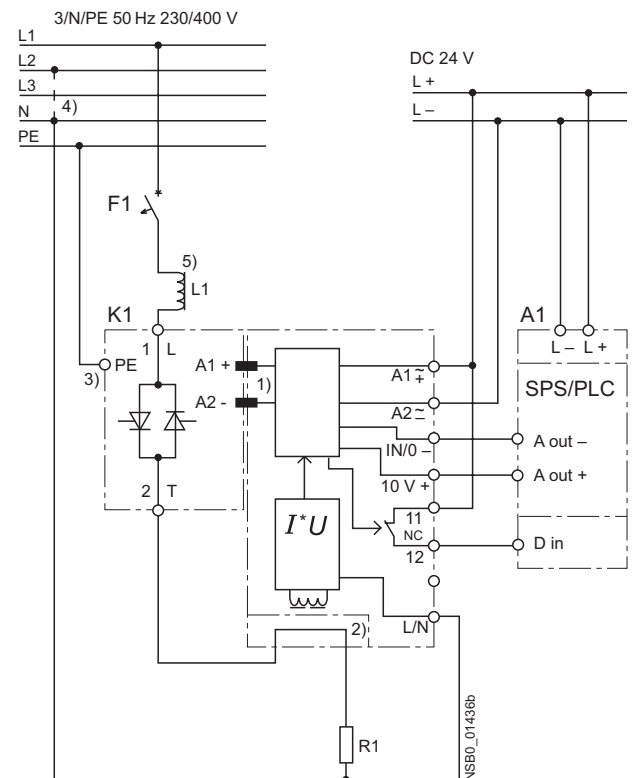 3/N/PE 50 Hz 230/400 V
L1
L2
L3
N
4)
PE
DC 24 V
L +
L –
F1
5)
L1
K1
1 L
3) PE
A1 +
1)
A2 -
A1 ≂ +
A2 ≂ -
IN/0 –
10 V +
2 T
I*U
11
NC
12
2)
L/N
R1
A1
L – L +
SPS/PLC
A out –
A out +
D in
NSB0_01436b